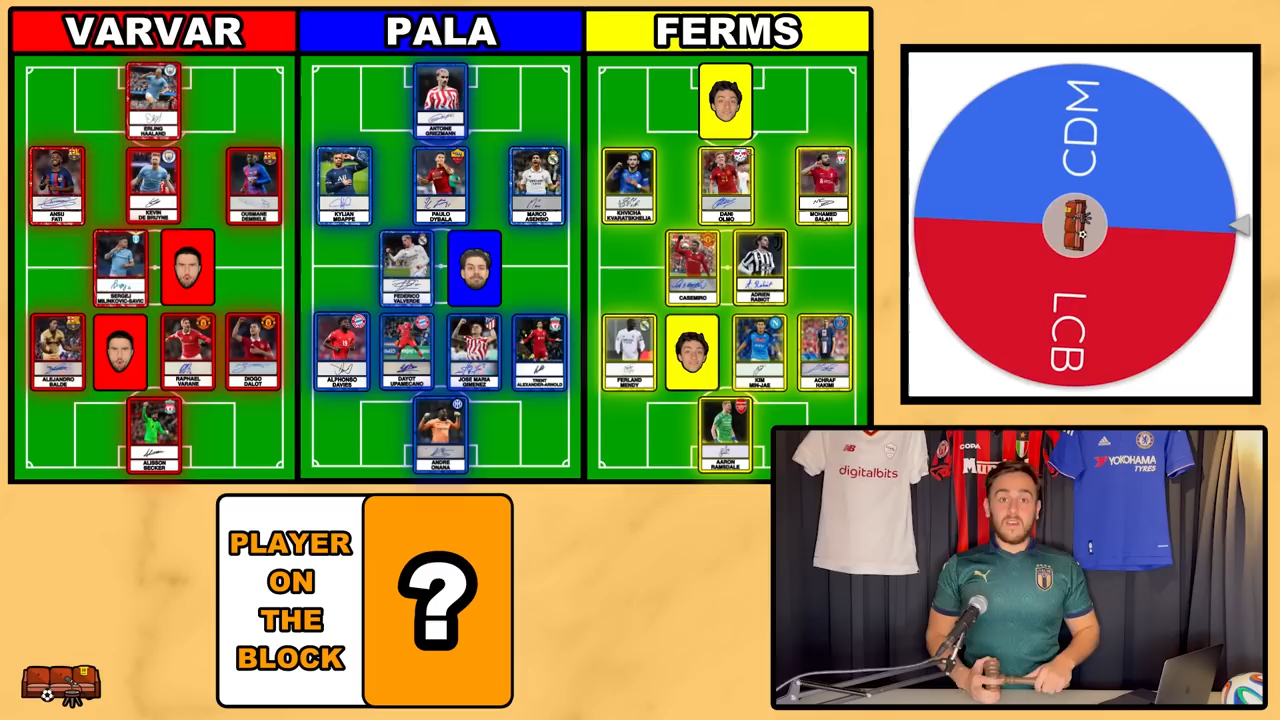 VARVAR
PALA
FERMS
ERLING
HAALAND
ANSU
FATI
KEVIN
DE BRUYNE
OUSMANE
DEMBELE
SERGEJ
MILINKOVIC-SAVIC
ALEJANDRO
BALDE
RAPHAEL
VARANE
DIOGO
DALOT
ALISSON
BECKER
ANTOINE
GRIEZMANN
KYLIAN
MBAPPE
PAULO
DYBALA
MARCO
ASENSIO
FEDERICO
VALVERDE
ALPHONSO
DAVIES
DAYOT
UPAMECANO
JOSE MARIA
GIMENEZ
TRENT
ALEXANDER-ARNOLD
ANDRE
ONANA
KHVICHA
KVARATSKHELJA
DANI
OLMO
MOHAMED
SALAH
CASEMIRO
ADRIEN
RABIOT
FERLAND
MENDY
KIM
MIN-JAE
ACHRAF
HAKIMI
AARON
RAMSDALE
CDM
LCB
PLAYER
ON
THE
BLOCK
?
digitalbits
COPA
YOKOHAMA
TYRES